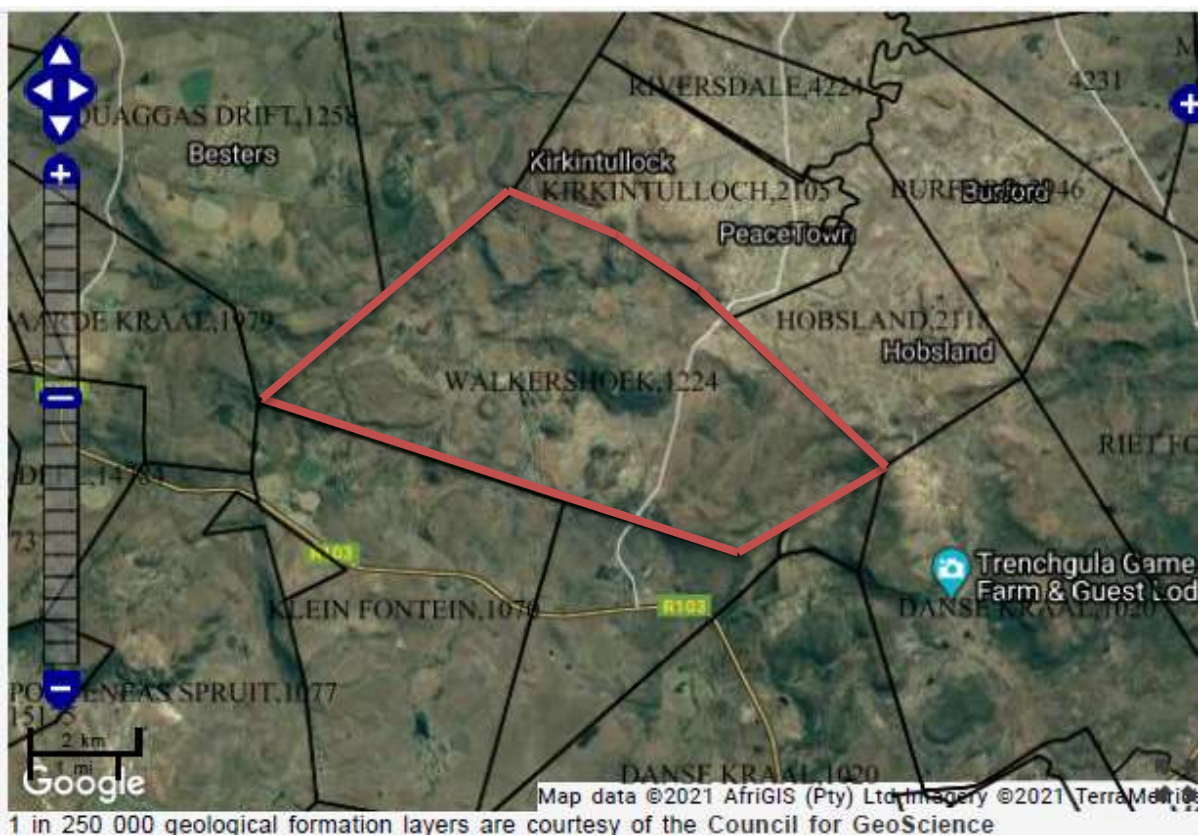 RIVERSDALE,4224
4231
QUAGGAS DRIFT,1258
Besters
Kirkintullock
KIRKINTULLOCH,2105
Burford
PeaceTown
AARDE KRAAL,1979
HOBSLAND,2118
Hobsland
WALKERSHOEK,1224
RIET FO
R103
Trenchgula Game
Farm & Guest Lod
KLEIN FONTEIN,1070
R103
DANSE KRAAL,1020
SPRUIT,1077
2 km
1 mi
DANSE KRAAL,1020
Google
Map data ©2021 AfriGIS (Pty) Ltd,Imagery ©2021 TerraMetrics
1 in 250 000 geological formation layers are courtesy of the Council for GeoScience